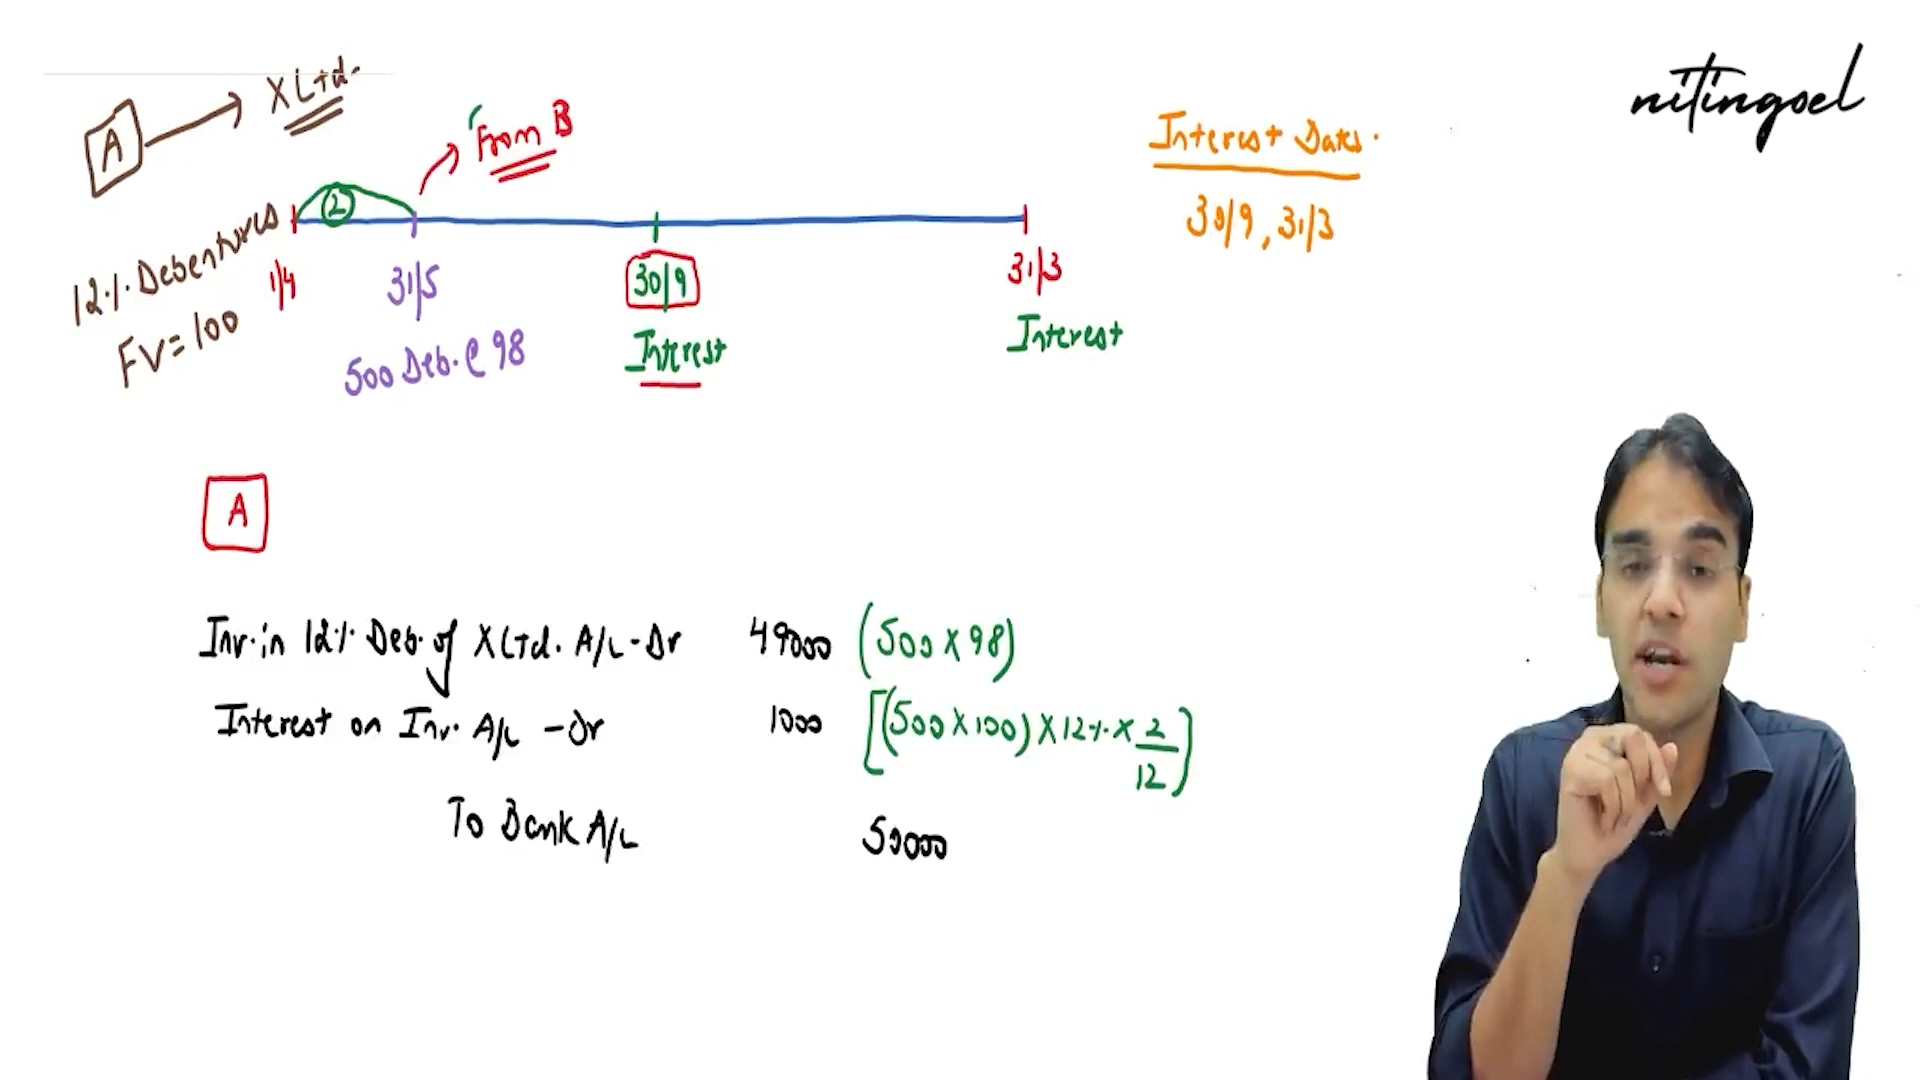 nitingoel
A → X Ltd.
From B
Interest Dates.
30/9, 31/3
2
12% Debentures
FV=100
1/4
31/5
30/9
31/3
500 Deb. @ 98
Interest
Interest
A
Inv. in 12% Deb. of X Ltd. A/c - Dr 49000 (500 X 98)
Interest on Inv. A/c - Dr 1000 [(500 X 100) X 12% X 2/12]
To Bank A/c 50000